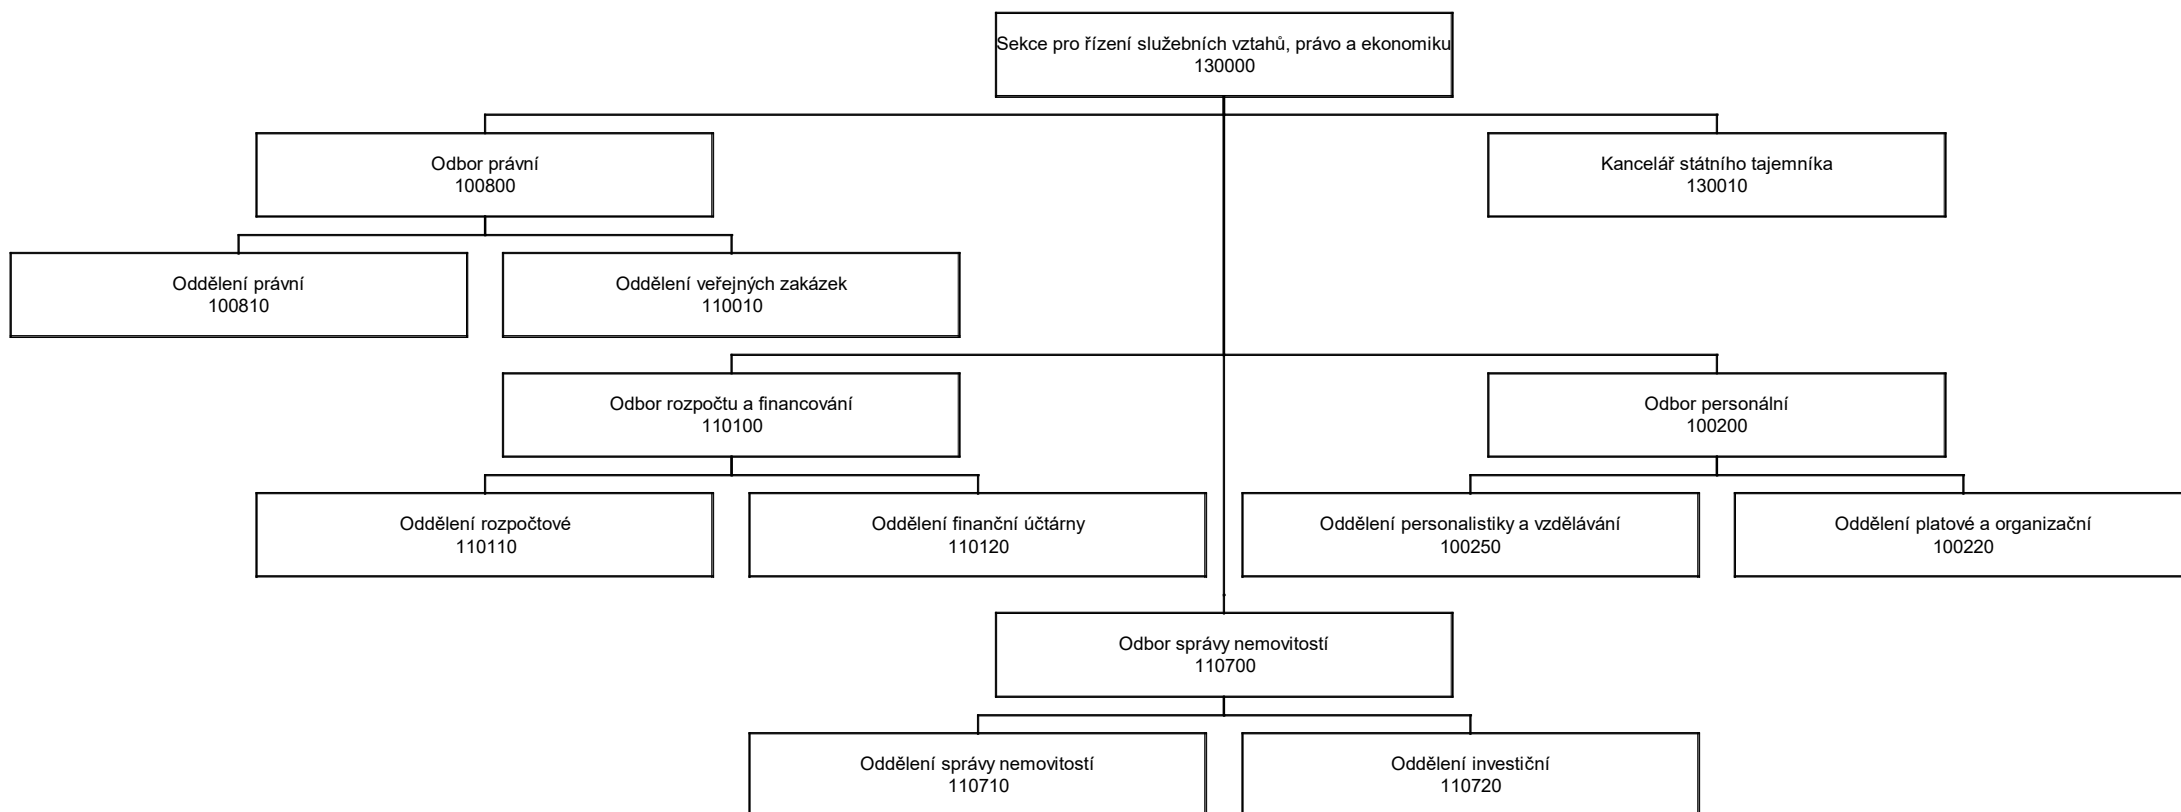 Sekce pro řízení služebních vztahů, právo a ekonomiku
130000
Odbor právní
100800
Kancelář státního tajemníka
130010
Oddělení právní
100810
Oddělení veřejných zakázek
110010
Odbor rozpočtu a financování
110100
Odbor personální
100200
Oddělení rozpočtové
110110
Oddělení finanční účtárny
110120
Oddělení personalistiky a vzdělávání
100250
Oddělení platové a organizační
100220
Odbor správy nemovitostí
110700
Oddělení správy nemovitostí
110710
Oddělení investiční
110720